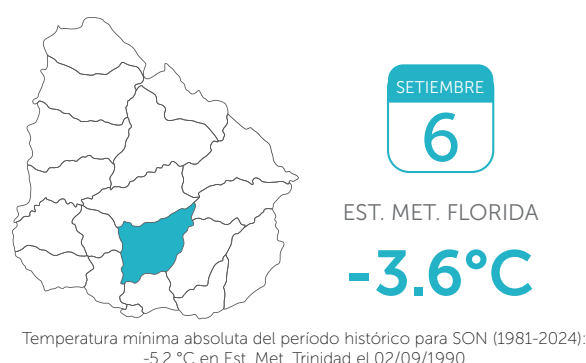 SETIEMBRE
6
EST. MET. FLORIDA
-3.6°C
Temperatura mínima absoluta del período histórico para SON (1981-2024):
-5.2 °C en Est. Met. Trinidad el 02/09/1990